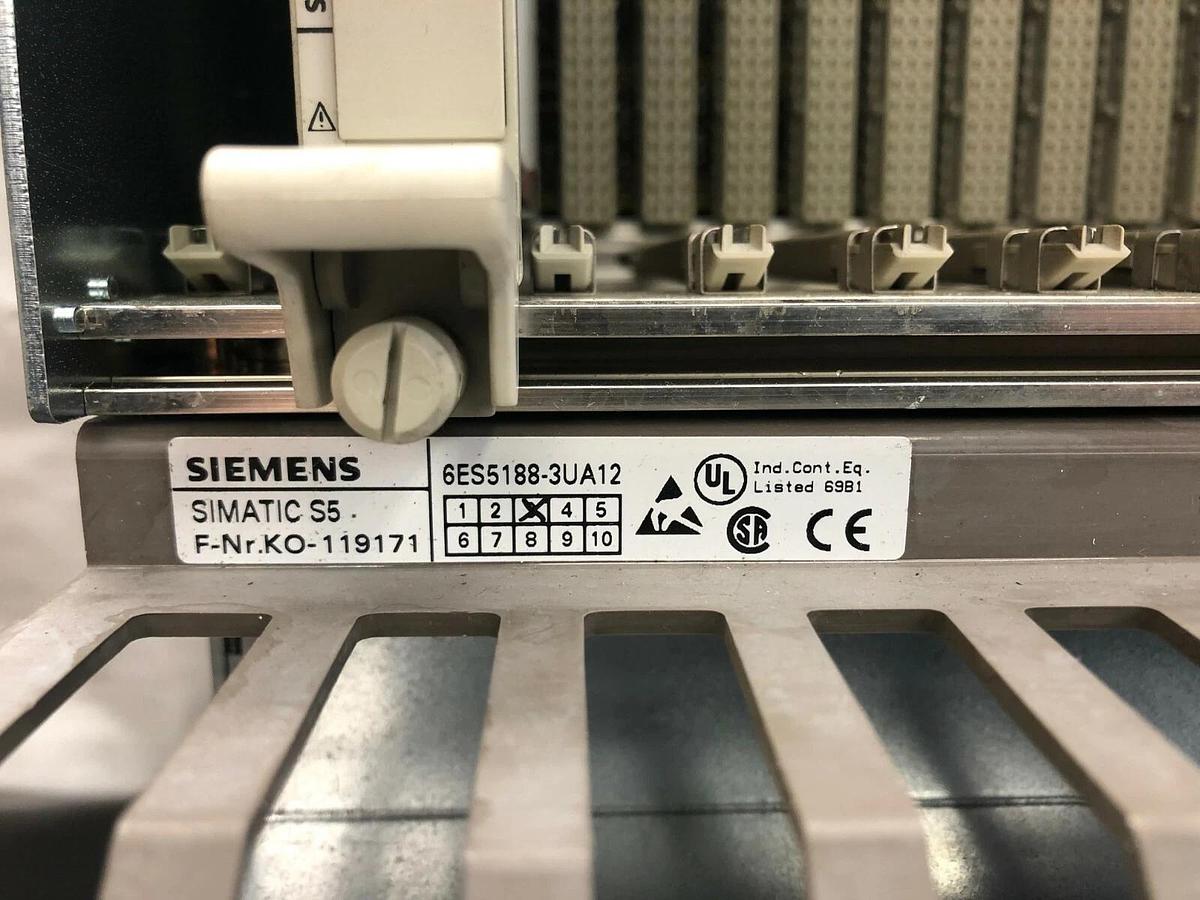 S
SIEMENS
SIMATIC S5
F-Nr.KO-119171
6ES5188-3UA12
1 2 X 4 5
6 7 8 9 10
UL
Ind.Cont.Eq.
Listed 69B1
SA
CE